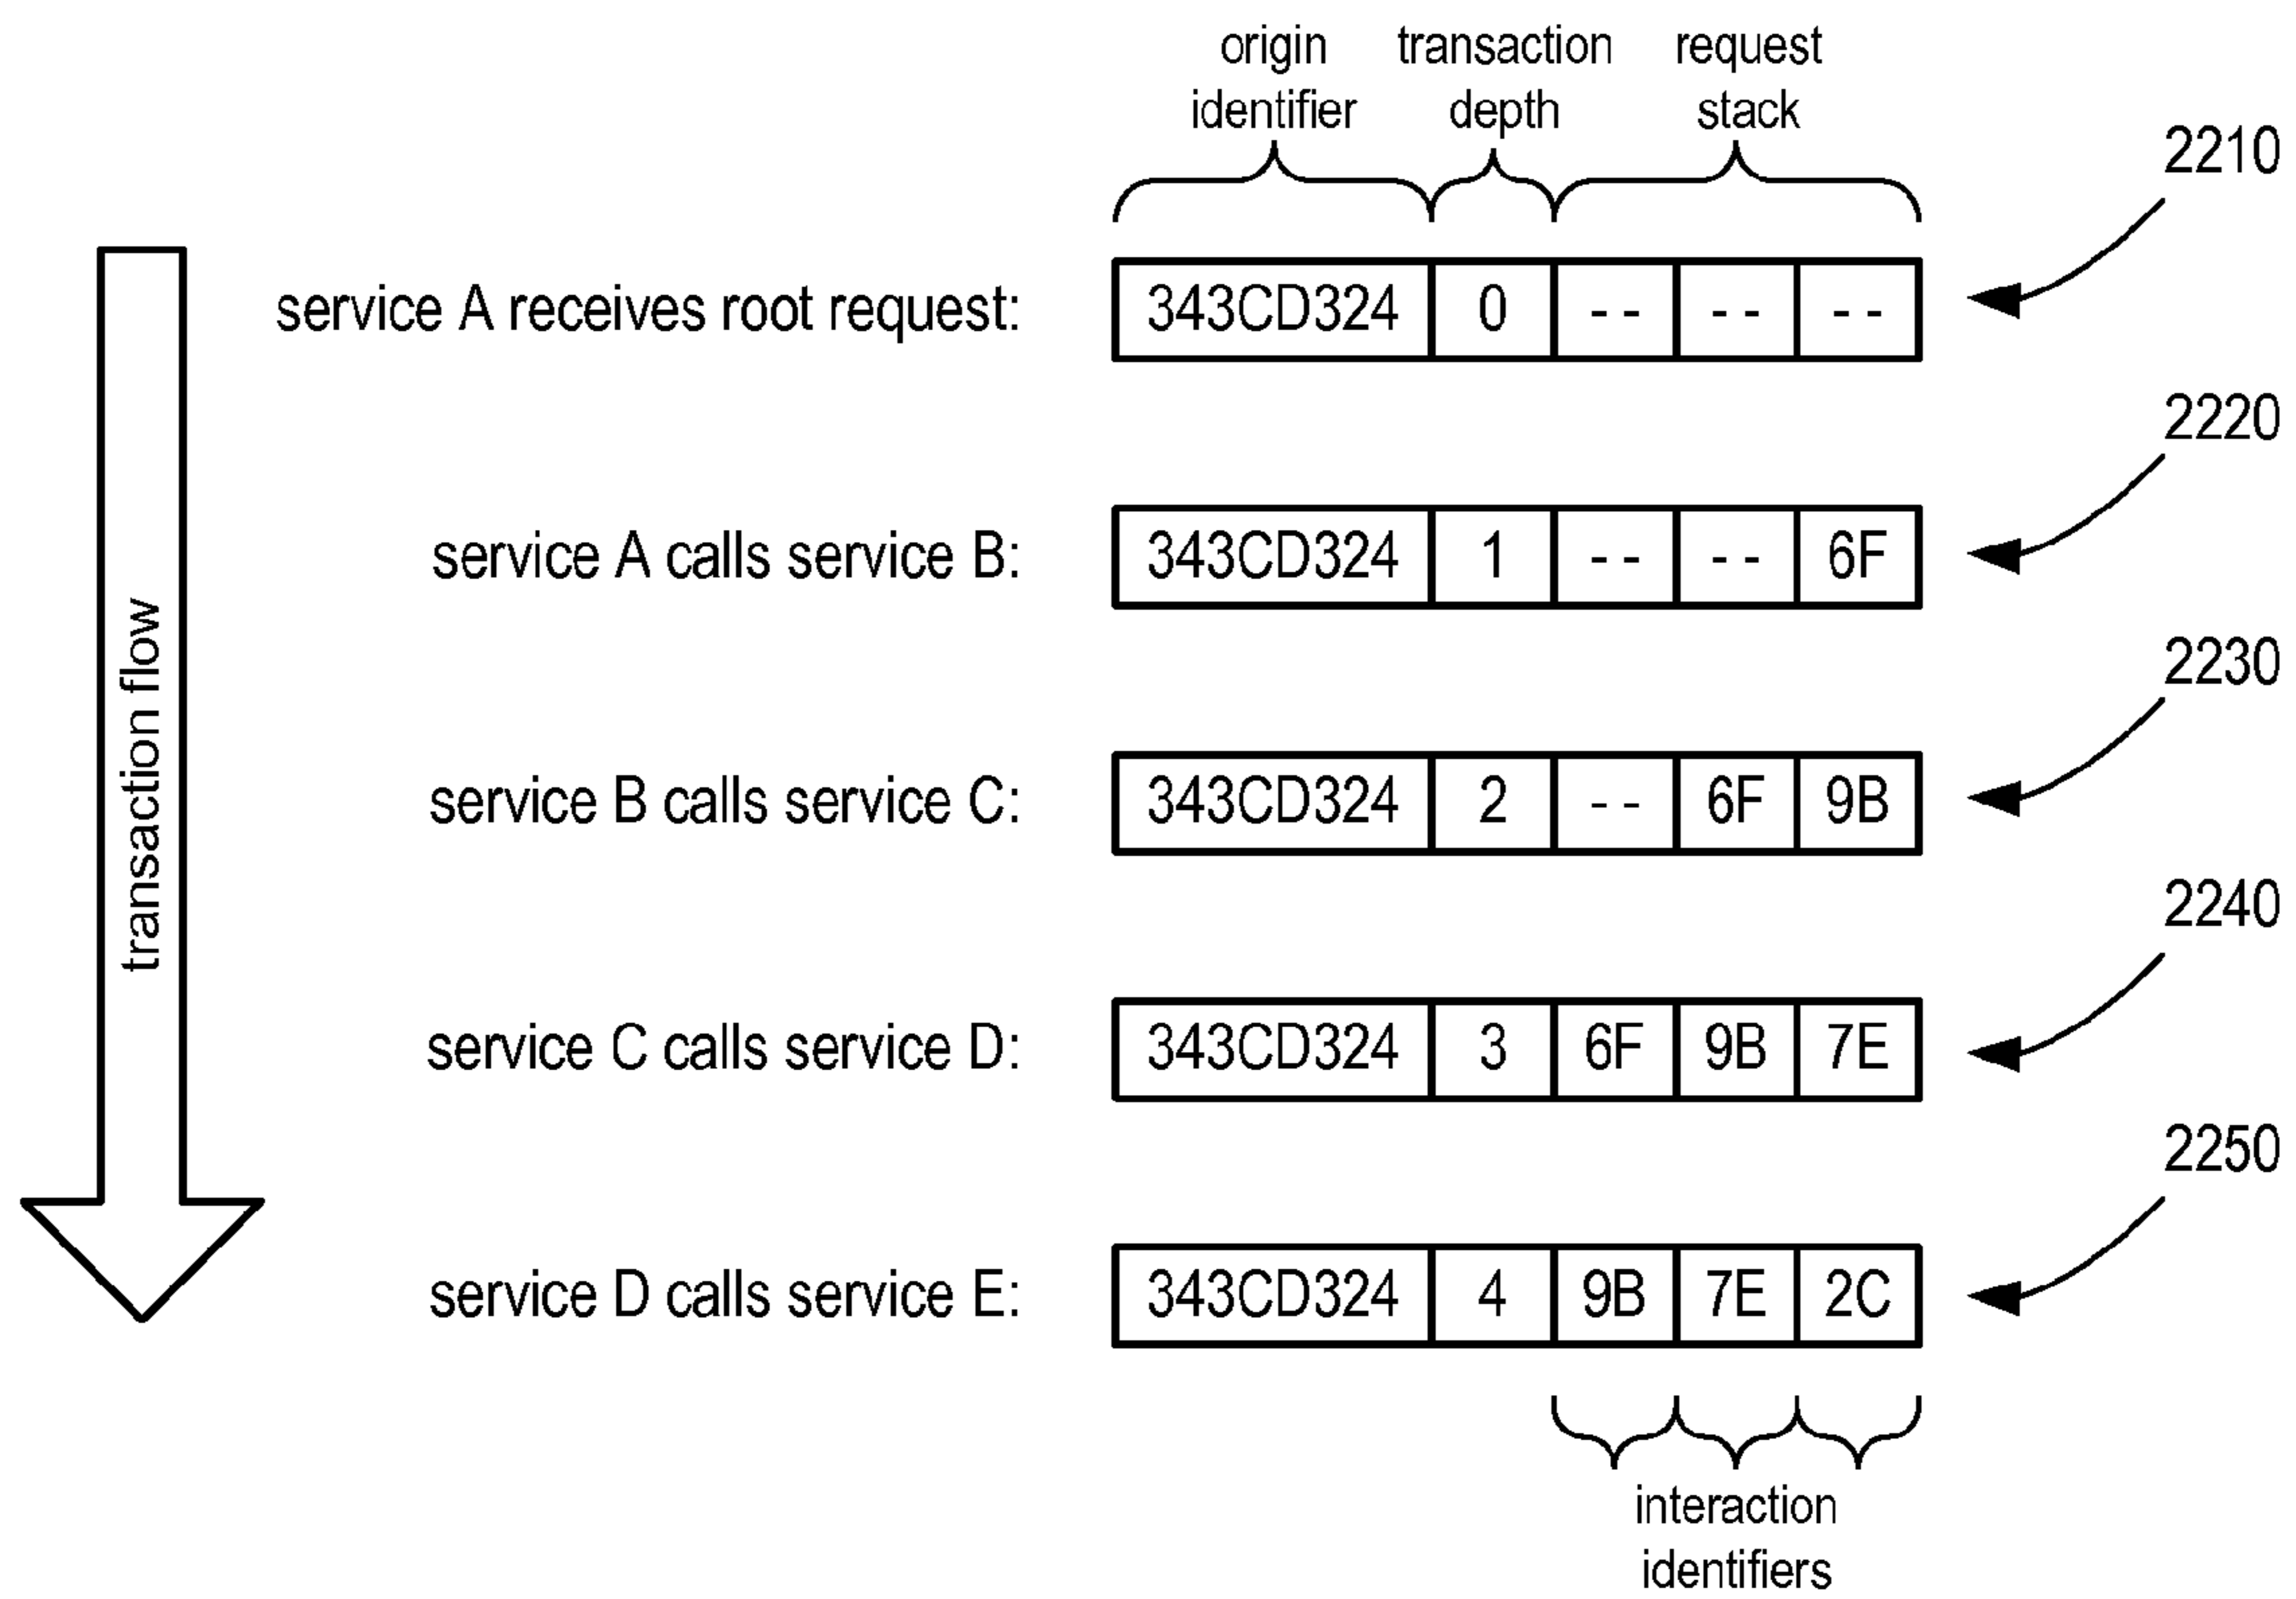 origin identifier
transaction depth
request stack
2210
service A receives root request: 343CD324 0 -- -- --
2220
service A calls service B: 343CD324 1 -- -- 6F
2230
service B calls service C: 343CD324 2 -- 6F 9B
2240
service C calls service D: 343CD324 3 6F 9B 7E
2250
service D calls service E: 343CD324 4 9B 7E 2C
interaction
identifiers
transaction flow